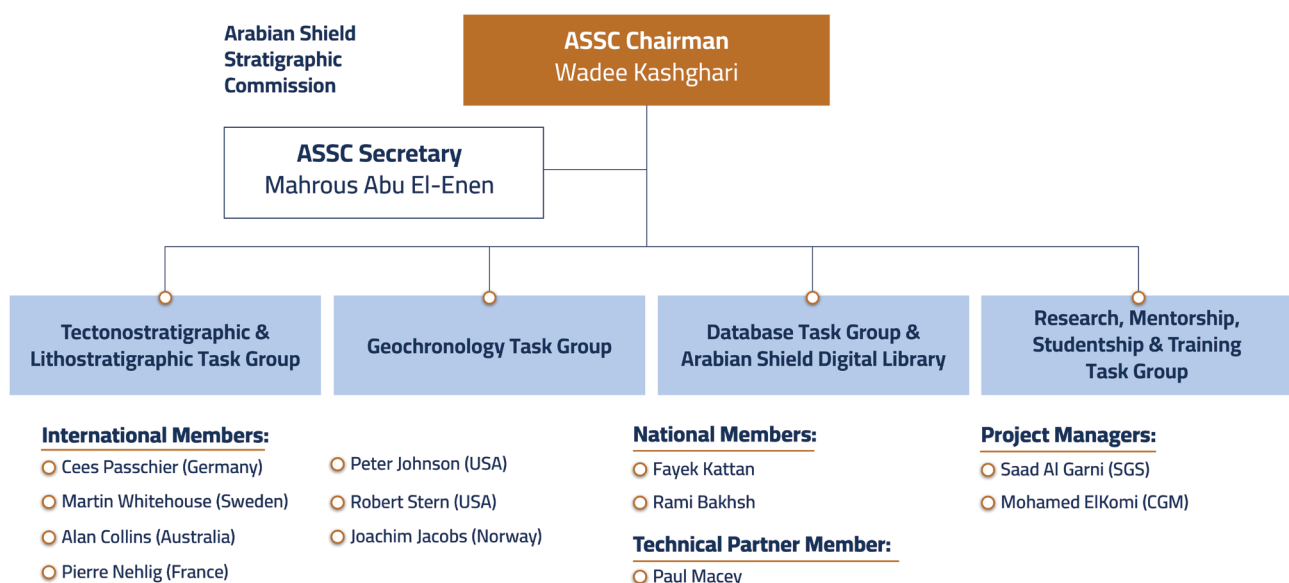 Arabian Shield
Stratigraphic
Commission
ASSC Chairman
Wadee Kashghari
ASSC Secretary
Mahrous Abu El-Enen
Tectonostratigraphic &
Lithostratigraphic Task Group
Geochronology Task Group
Database Task Group &
Arabian Shield Digital Library
Research, Mentorship,
Studentship & Training
Task Group
International Members:
Cees Passchier (Germany)
Martin Whitehouse (Sweden)
Alan Collins (Australia)
Pierre Nehlig (France)
Peter Johnson (USA)
Robert Stern (USA)
Joachim Jacobs (Norway)
National Members:
Fayek Kattan
Rami Bakhsh
Technical Partner Member:
Paul Macey
Project Managers:
Saad Al Garni (SGS)
Mohamed ElKomi (CGM)